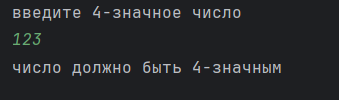 введите 4-значное число
123
число должно быть 4-значным